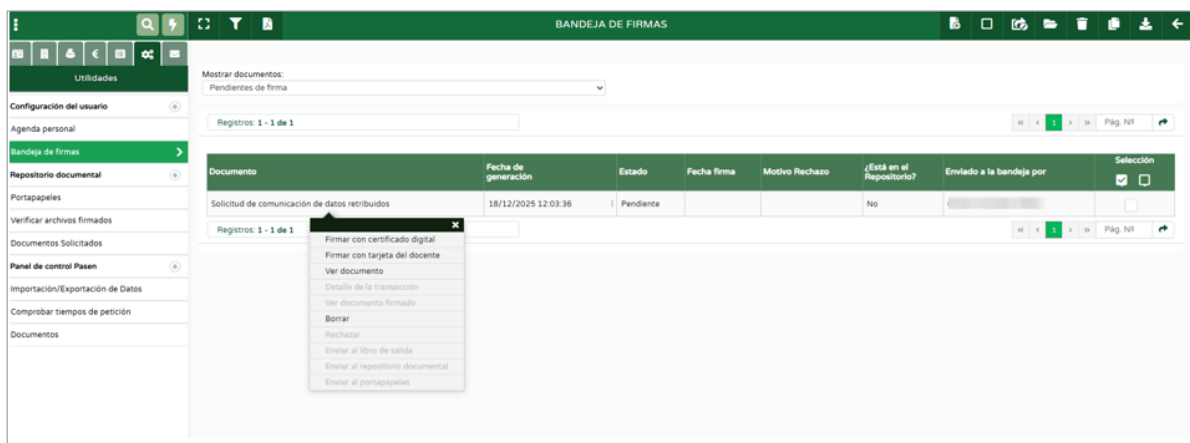 BANDEJA DE FIRMAS
Utilidades
Configuración del usuario
Agenda personal
Bandeja de firmas
Repositorio documental
Portapapeles
Verificar archivos firmados
Documentos Solicitados
Panel de control Pasen
Importación/Exportación de Datos
Comprobar tiempos de petición
Documentos
Mostrar documentos:
Pendientes de firma
Registros: 1 - 1 de 1
« ‹ 1 › » Pág. Nº
Documento Fecha de generación Estado Fecha firma Motivo Rechazo ¿Está en el Repositorio? Enviado a la bandeja por Selección
Solicitud de comunicación de datos retribuidos 18/12/2025 12:03:36 Pendiente No
Registros: 1 - 1 de 1
« ‹ 1 › » Pág. Nº
Firmar con certificado digital
Firmar con tarjeta del docente
Ver documento
Detalle de la transacción
Ver documento firmado
Borrar
Rechazar
Enviar al libro de salida
Enviar al repositorio documental
Enviar al portapapeles